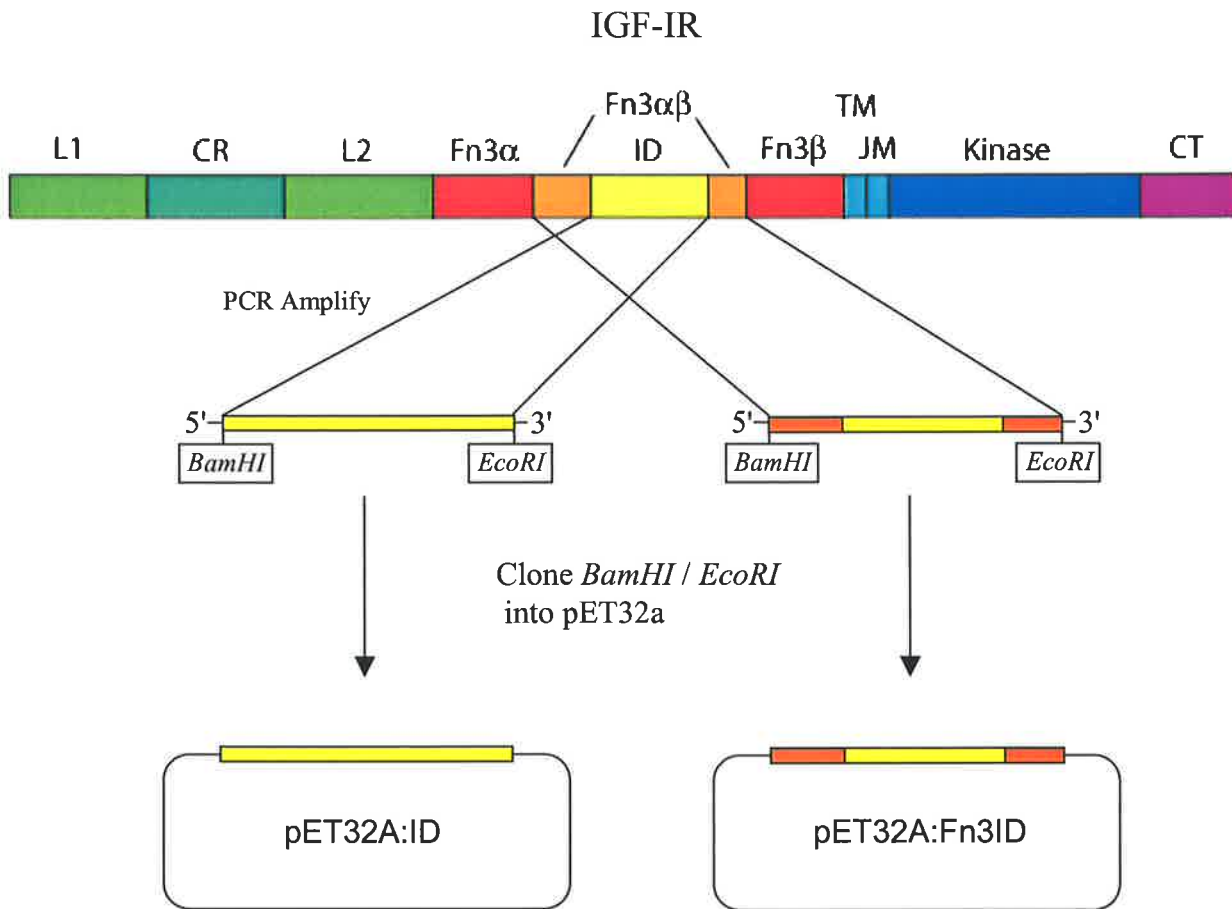 IGF-IR
Fn3αβ
TM
L1 CR L2 Fn3α ID Fn3β JM Kinase CT
PCR Amplify
5' 3' 5' 3'
BamHI EcoRI BamHI EcoRI
Clone BamHI / EcoRI
into pET32a
pET32A:ID pET32A:Fn3ID